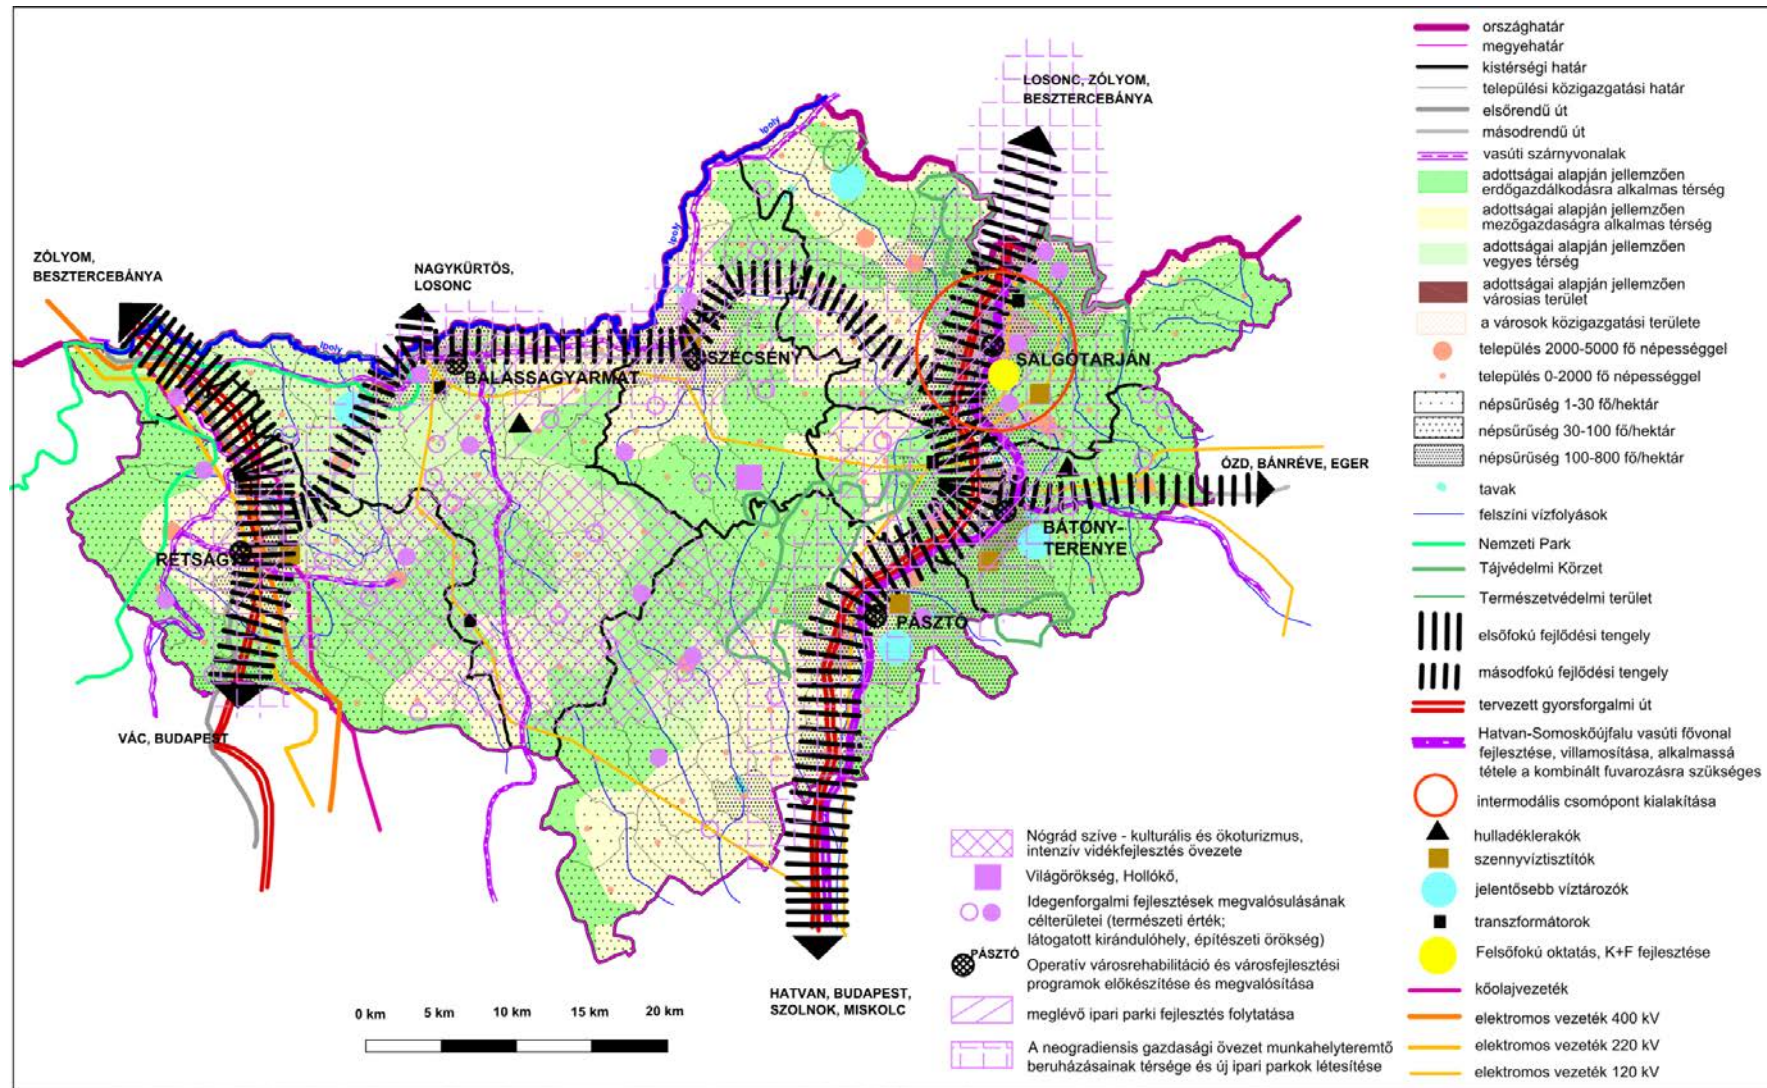 LOSONC, ZÓLYOM,
BESZTERCEBÁNYA
ZÓLYOM,
BESZTERCEBÁNYA
NAGYKÜRTÖS,
LOSONC
Ipoly
Ipoly
Ipoly
Ipoly
SZÉCSÉNY
BALASSAGYARMAT
SALGÓTARJÁN
ÓZD, BÁNRÉVE, EGER
BÁTONY-
TERENYE
RÉTSÁG
PÁSZTÓ
VÁC, BUDAPEST
HATVAN, BUDAPEST,
SZOLNOK, MISKOLC
0 km 5 km 10 km 15 km 20 km
Nógrád szíve - kulturális és ökoturizmus,
intenzív vidékfejlesztés övezete
Világörökség, Hollókő,
Idegenforgalmi fejlesztések megvalósulásának
célterületei (természeti érték;
látogatott kirándulóhely, építészeti örökség)
PÁSZTÓ
Operatív városrehabilitáció és városfejlesztési
programok előkészítése és megvalósítása
meglévő ipari parki fejlesztés folytatása
A neogradiensis gazdasági övezet munkahelyteremtő
beruházásainak térsége és új ipari parkok létesítése
országhatár
megyehatár
kistérségi határ
települési közigazgatási határ
elsőrendű út
másodrendű út
vasúti szárnyvonalak
adottságai alapján jellemzően
erdőgazdálkodásra alkalmas térség
adottságai alapján jellemzően
mezőgazdaságra alkalmas térség
adottságai alapján jellemzően
vegyes térség
adottságai alapján jellemzően
városias terület
a városok közigazgatási területe
település 2000-5000 fő népességgel
település 0-2000 fő népességgel
népsűrűség 1-30 fő/hektár
népsűrűség 30-100 fő/hektár
népsűrűség 100-800 fő/hektár
tavak
felszíni vízfolyások
Nemzeti Park
Tájvédelmi Körzet
Természetvédelmi terület
elsőfokú fejlődési tengely
másodfokú fejlődési tengely
tervezett gyorsforgalmi út
Hatvan-Somoskőújfalu vasúti fővonal
fejlesztése, villamosítása, alkalmassá
tétele a kombinált fuvarozásra szükséges
intermodális csomópont kialakítása
hulladéklerakók
szennyvíztisztítók
jelentősebb víztározók
transzformátorok
Felsőfokú oktatás, K+F fejlesztése
kőolajvezeték
elektromos vezeték 400 kV
elektromos vezeték 220 kV
elektromos vezeték 120 kV